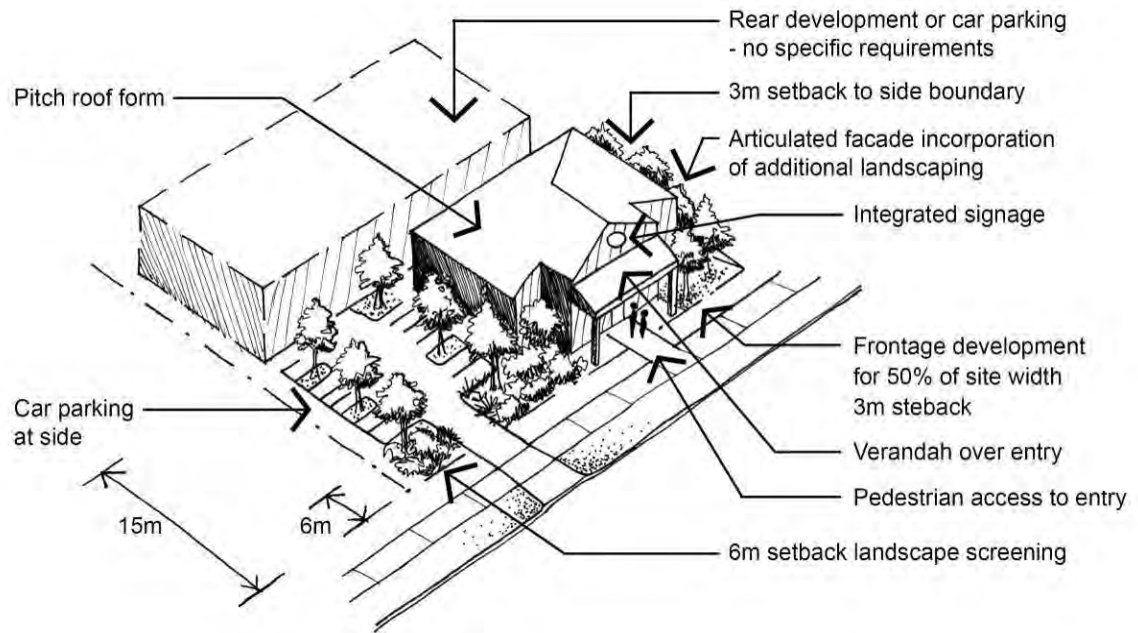 Rear development or car parking
- no specific requirements
Pitch roof form
3m setback to side boundary
Articulated facade incorporation
of additional landscaping
Integrated signage
Frontage development
for 50% of site width
3m steback
Car parking
at side
Verandah over entry
Pedestrian access to entry
15m
6m
6m setback landscape screening